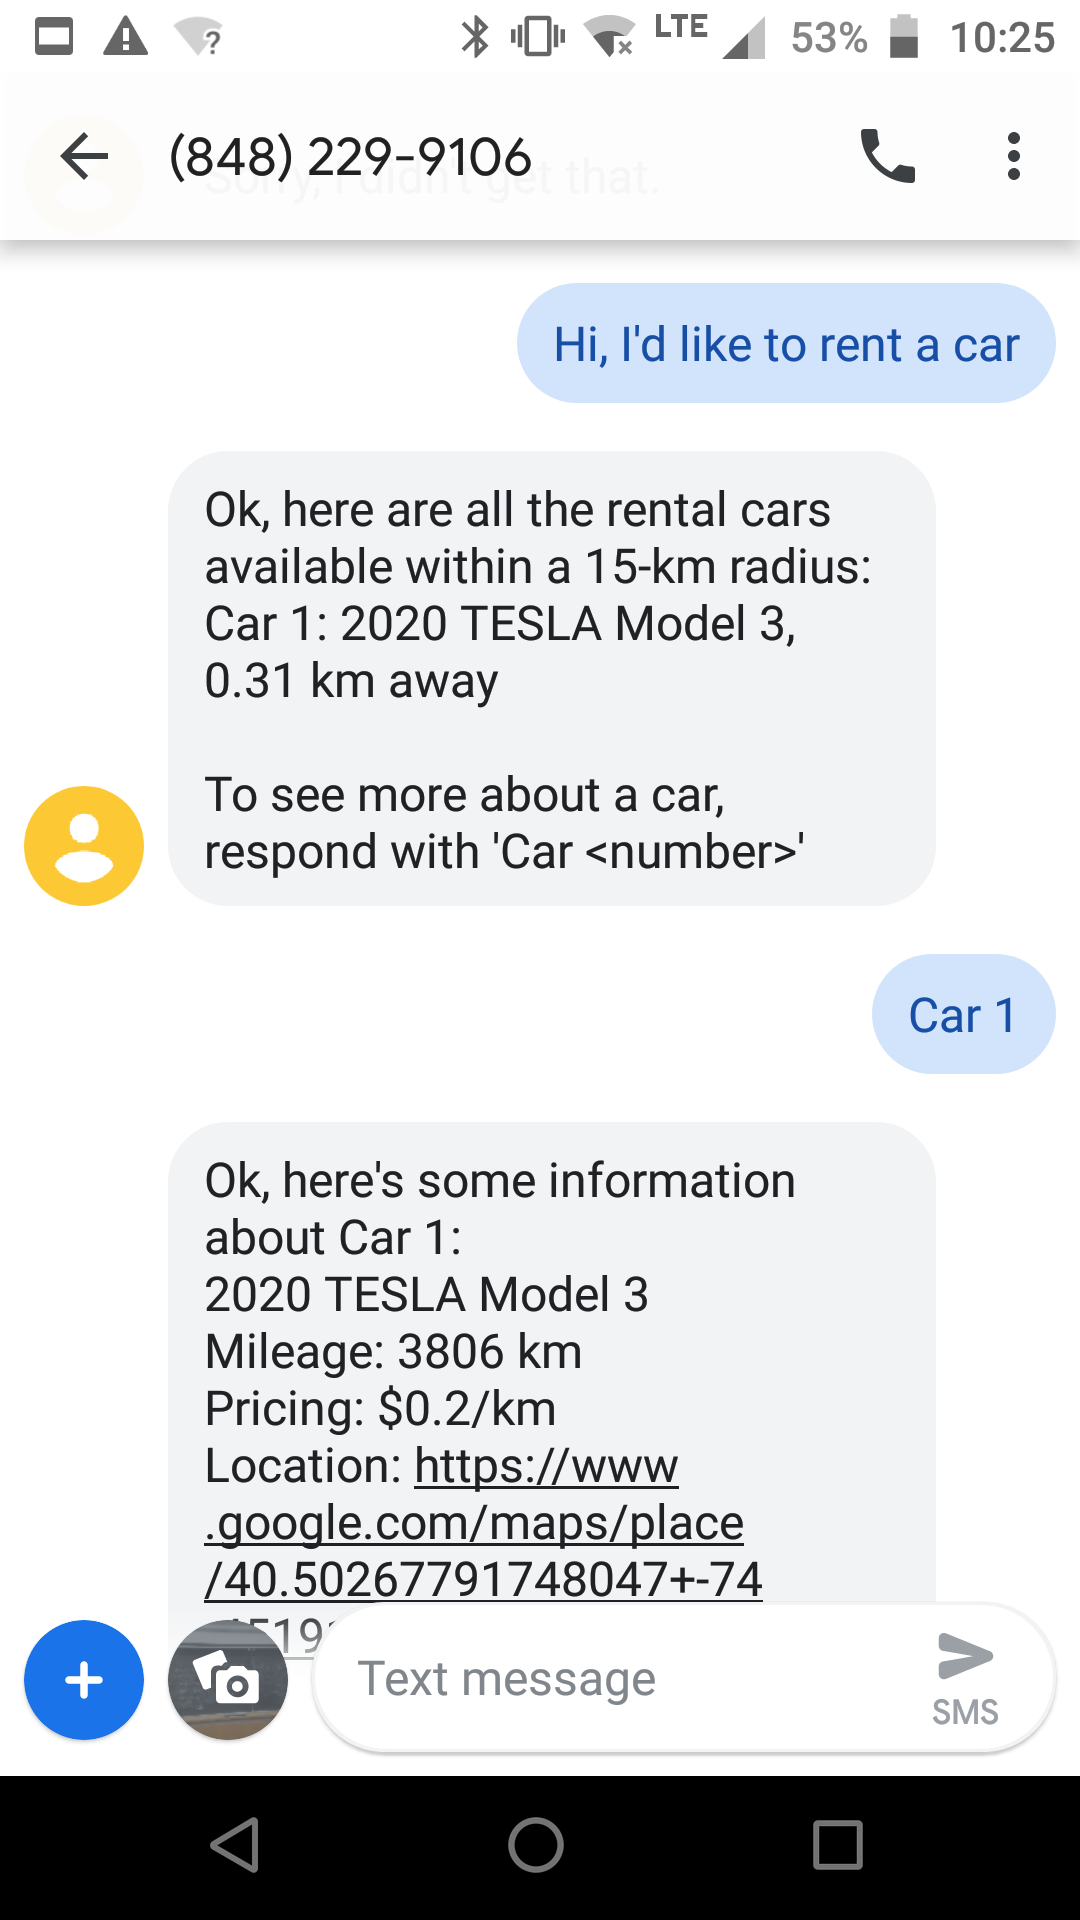 LTE 53% 10:25
(848) 229-9106
Sorry, I didn't get that.
Hi, I'd like to rent a car
Ok, here are all the rental cars
available within a 15-km radius:
Car 1: 2020 TESLA Model 3,
0.31 km away
To see more about a car,
respond with 'Car <number>'
Car 1
Ok, here's some information
about Car 1:
2020 TESLA Model 3
Mileage: 3806 km
Pricing: $0.2/km
Location: https://www
.google.com/maps/place
/40.50267791748047+-74
Text message
SMS